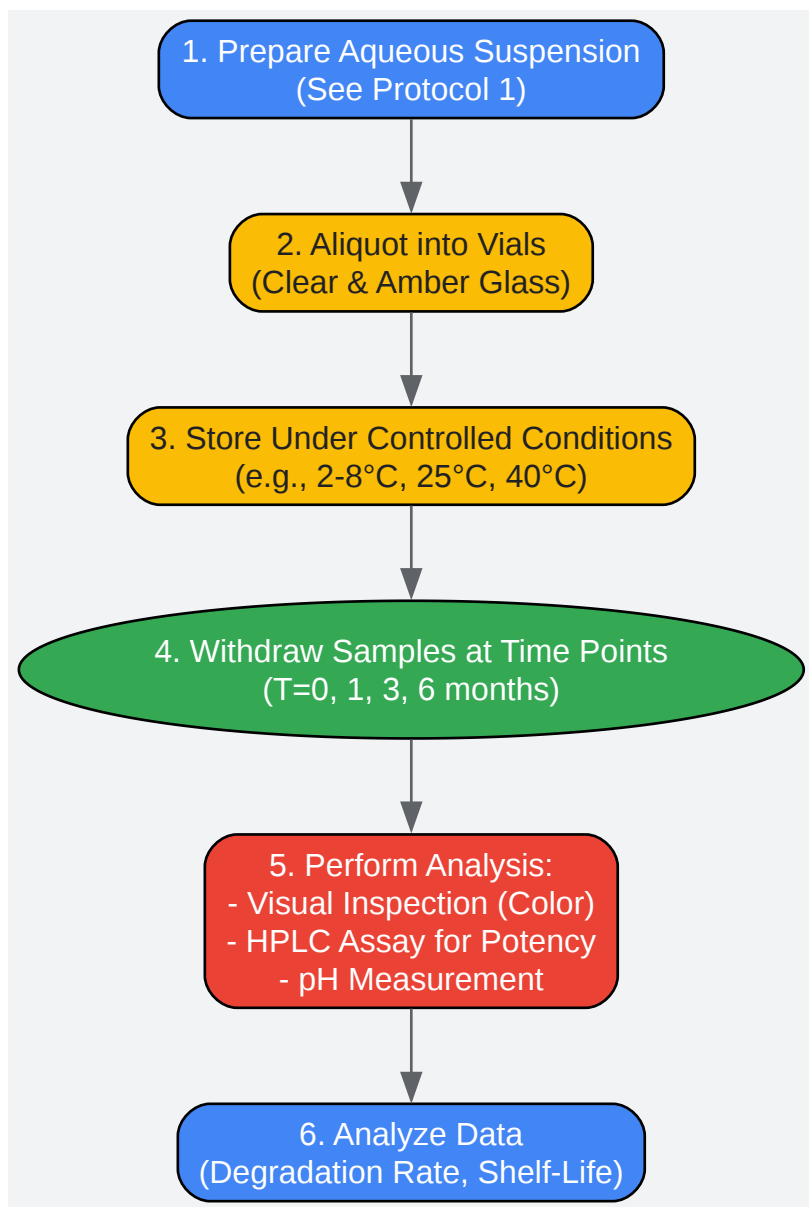 1. Prepare Aqueous Suspension
(See Protocol 1)
2. Aliquot into Vials
(Clear & Amber Glass)
3. Store Under Controlled Conditions
(e.g., 2-8°C, 25°C, 40°C)
4. Withdraw Samples at Time Points
(T=0, 1, 3, 6 months)
5. Perform Analysis:
- Visual Inspection (Color)
- HPLC Assay for Potency
- pH Measurement
6. Analyze Data
(Degradation Rate, Shelf-Life)